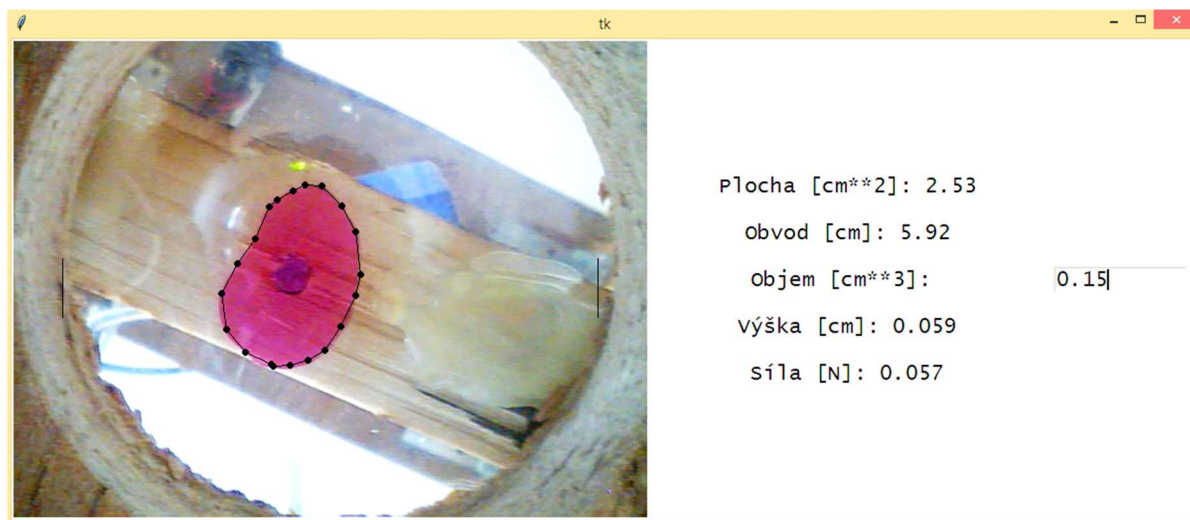 tk
Plocha [cm**2]: 2.53
Obvod [cm]: 5.92
Objem [cm**3]: 0.15
Výška [cm]: 0.059
Síla [N]: 0.057